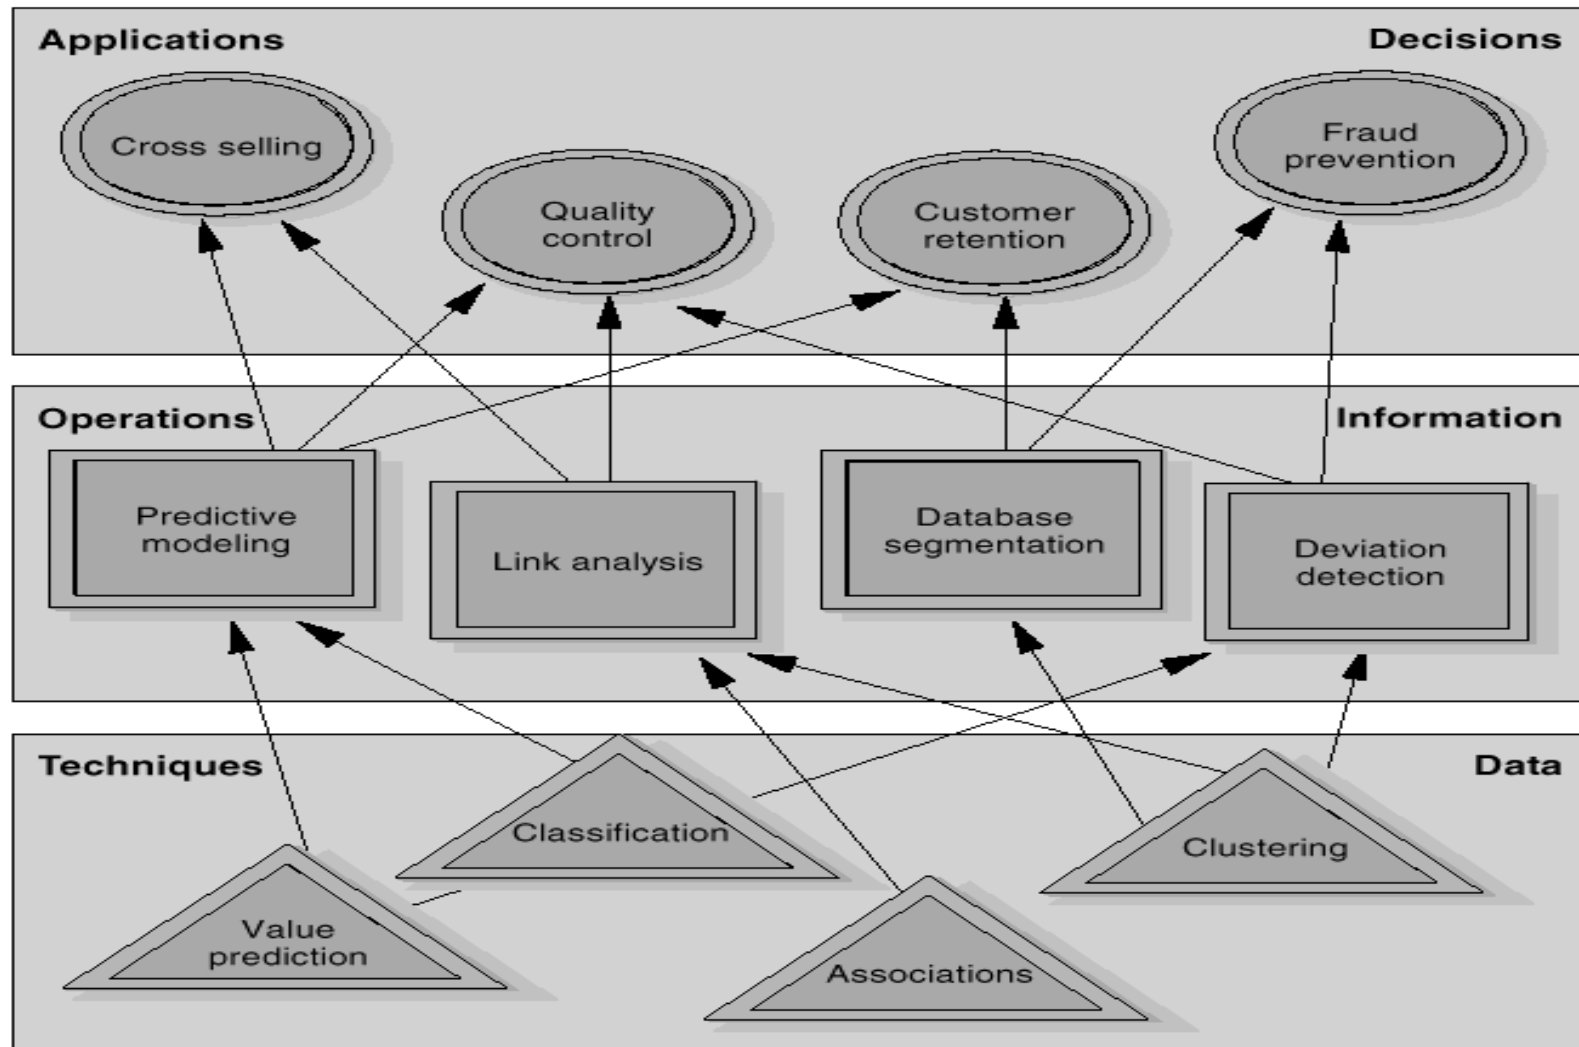 Applications
Decisions
Cross selling
Fraud
prevention
Quality
control
Customer
retention
Operations
Information
Predictive
modeling
Link analysis
Database
segmentation
Deviation
detection
Techniques
Data
Classification
Clustering
Value
prediction
Associations